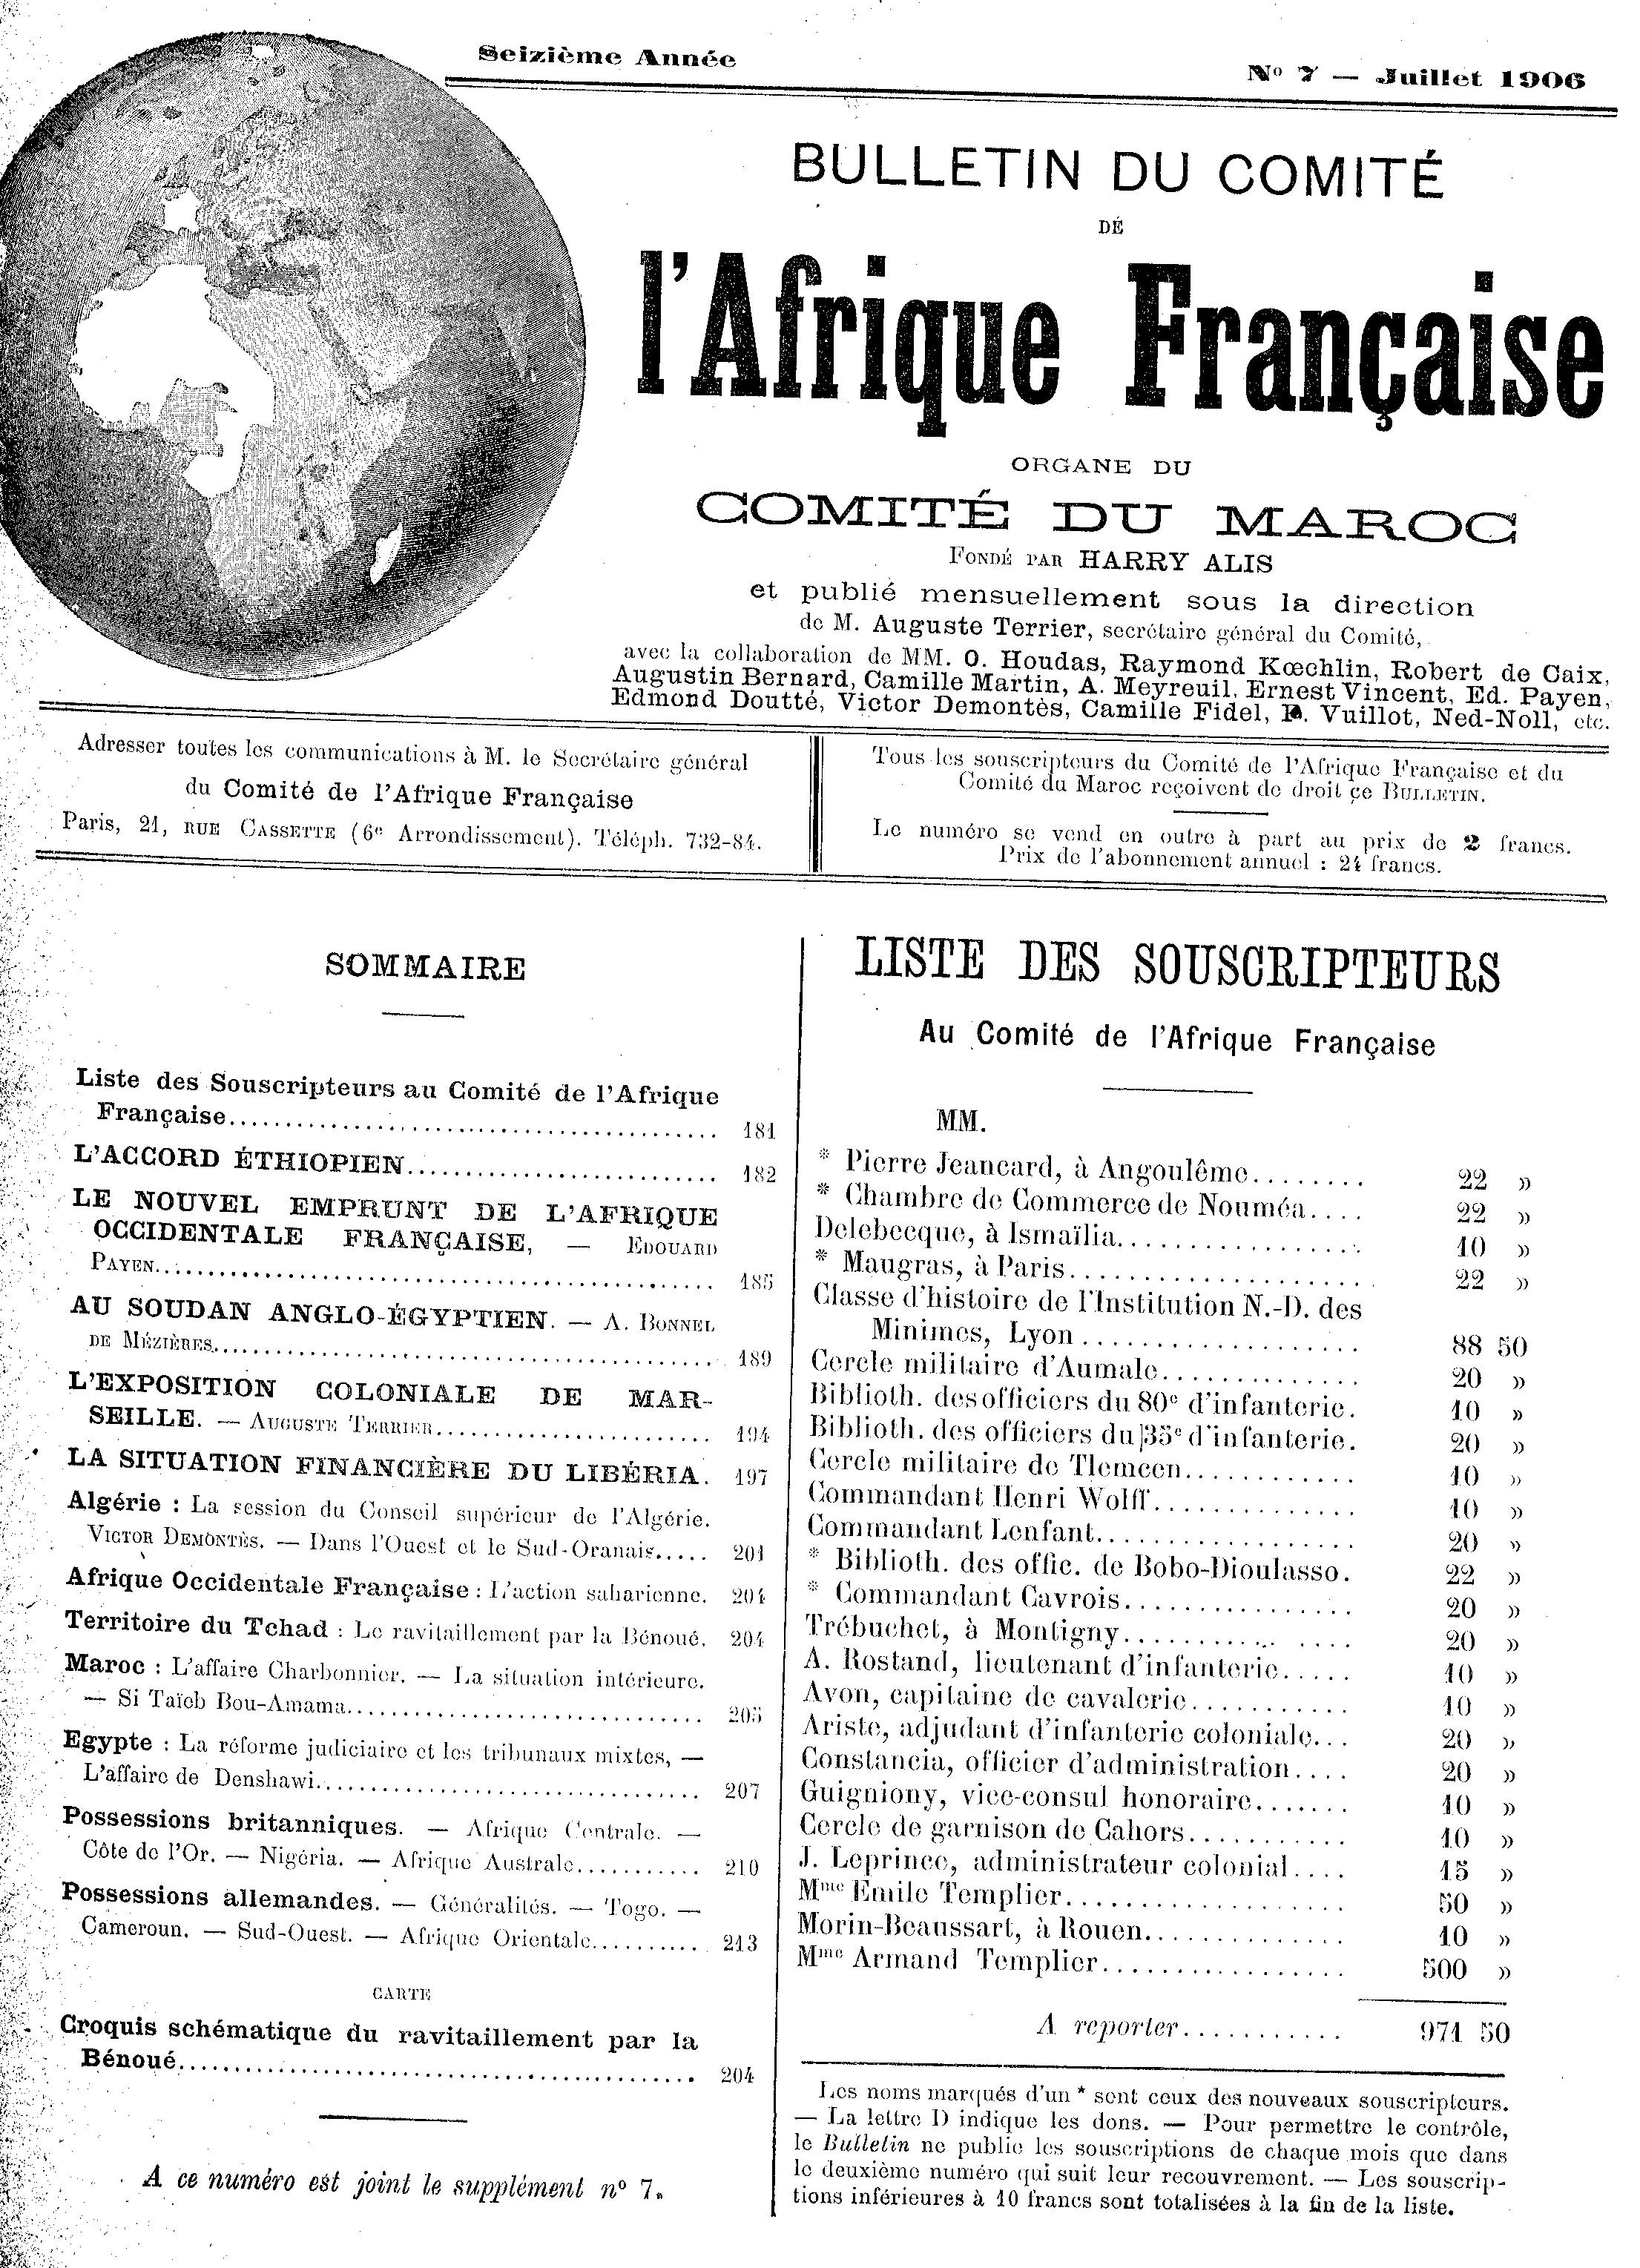 Seizième Année
Nº 7 — Juillet 1906
BULLETIN DU COMITÉ
DÉ
l'Afrique Française
ORGANE DU
COMITÉ DU MAROC
FONDÉ PAR HARRY ALIS
et publié mensuellement sous la direction
de M. Auguste Terrier, secrétaire général du Comité,
avec la collaboration de MM. O. Houdas, Raymond Kœchlin, Robert de Caix,
Augustin Bernard, Camille Martin, A. Meyreuil, Ernest Vincent, Ed. Payen,
Edmond Doutté, Victor Demontès, Camille Fidel, P. Vuillot, Ned-Noll, etc.
Adresser toutes les communications à M. le Secrétaire général
du Comité de l'Afrique Française
Paris, 21, RUE CASSETTE (6e Arrondissement). Téléph. 732-84.
Tous les souscripteurs du Comité de l'Afrique Française et du
Comité du Maroc reçoivent de droit ce BULLETIN.
Le numéro se vend en outre à part au prix de 2 francs.
Prix de l'abonnement annuel : 24 francs.
SOMMAIRE
Liste des Souscripteurs au Comité de l'Afrique
Française........................................ 181
L'ACCORD ÉTHIOPIEN........................... 182
LE NOUVEL EMPRUNT DE L'AFRIQUE
OCCIDENTALE FRANÇAISE, — EDOUARD
PAYEN............................................ 185
AU SOUDAN ANGLO-ÉGYPTIEN. — A. BONNEL
DE MÉZIÈRES...................................... 189
L'EXPOSITION COLONIALE DE MAR-
SEILLE. — AUGUSTE TERRIER........................ 194
LA SITUATION FINANCIÈRE DU LIBÉRIA. 197
Algérie : La session du Conseil supérieur de l'Algérie.
VICTOR DEMONTÈS. — Dans l'Ouest et le Sud-Oranais..... 201
Afrique Occidentale Française : L'action saharienne. 204
Territoire du Tchad : Le ravitaillement par la Bénoué. 204
Maroc : L'affaire Charbonnier. — La situation intérieure.
— Si Taïeb Bou-Amama............................. 205
Egypte : La réforme judiciaire et les tribunaux mixtes, —
L'affaire de Denshawi............................ 207
Possessions britanniques. — Afrique Centrale. —
Côte de l'Or. — Nigéria. — Afrique Australe........... 210
Possessions allemandes. — Généralités. — Togo. —
Cameroun. — Sud-Ouest. — Afrique Orientale.......... 213
CARTE
Croquis schématique du ravitaillement par la
Bénoué........................................... 204
A ce numéro est joint le supplément nº 7.
LISTE DES SOUSCRIPTEURS
Au Comité de l'Afrique Française
MM.
* Pierre Jeancard, à Angoulême........ 22 »
* Chambre de Commerce de Nouméa.... 22 »
Delebecque, à Ismaïlia................. 10 »
* Maugras, à Paris..................... 22 »
Classe d'histoire de l'Institution N.-D. des
Minimes, Lyon................... 88 50
Cercle militaire d'Aumale.............. 20 »
Biblioth. des officiers du 80e d'infanterie. 10 »
Biblioth. des officiers du 135e d'infanterie. 20 »
Cercle militaire de Tlemcen............ 10 »
Commandant Henri Wolff.............. 10 »
Commandant Lenfant.................. 20 »
* Biblioth. des offic. de Bobo-Dioulasso. 22 »
* Commandant Cavrois................ 20 »
Trébuchet, à Montigny................ 20 »
A. Rostand, lieutenant d'infanterie..... 10 »
Avon, capitaine de cavalerie........... 10 »
Ariste, adjudant d'infanterie coloniale... 20 »
Constancia, officier d'administration.... 20 »
Guigniony, vice-consul honoraire....... 10 »
Cercle de garnison de Cahors........... 10 »
J. Leprince, administrateur colonial.... 15 »
Mme Emile Templier................... 50 »
Morin-Beaussart, à Rouen.............. 10 »
Mme Armand Templier................. 500 »
A reporter........... 971 50
Les noms marqués d'un * sont ceux des nouveaux souscripteurs.
— La lettre D indique les dons. — Pour permettre le contrôle,
le Bulletin ne publie les souscriptions de chaque mois que dans
le deuxième numéro qui suit leur recouvrement. — Les souscrip-
tions inférieures à 10 francs sont totalisées à la fin de la liste.